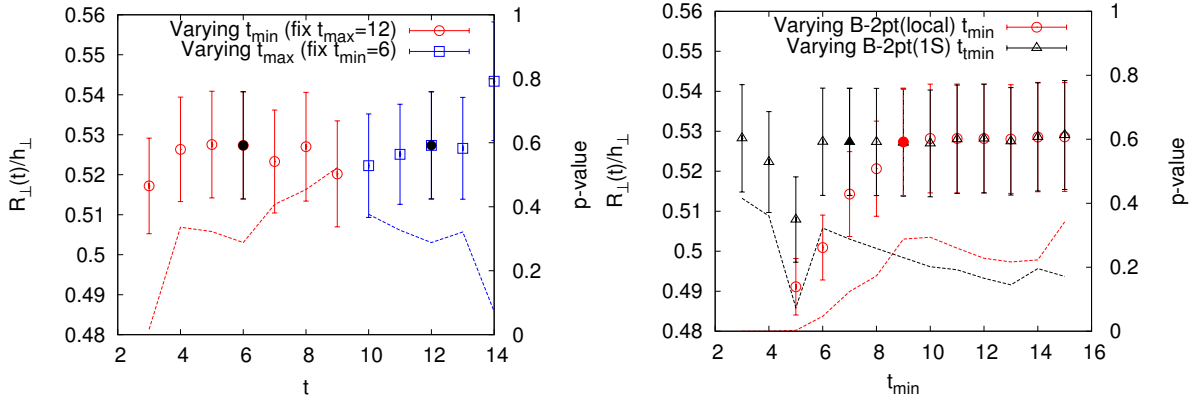 Varying t_min (fix t_max=12)
Varying t_max (fix t_min=6)
R_⊥(t)/h_⊥
0.56
0.55
0.54
0.53
0.52
0.51
0.5
0.49
0.48
2 4 6 8 10 12 14
t
1
0.8
0.6
0.4
0.2
0
p-value
Varying B-2pt(local) t_min
Varying B-2pt(1S) t_tmin
R_⊥(t)/h_⊥
0.56
0.55
0.54
0.53
0.52
0.51
0.5
0.49
0.48
2 4 6 8 10 12 14 16
t_min
1
0.8
0.6
0.4
0.2
0
p-value